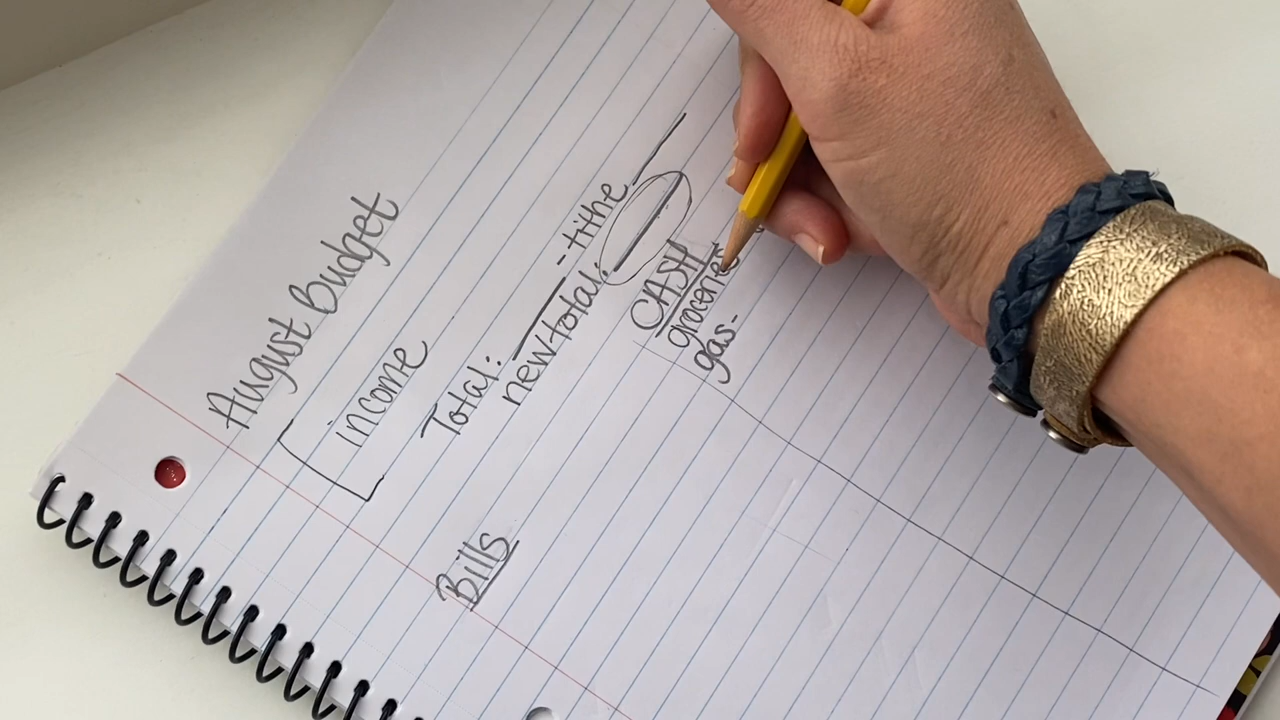 August Budget
income
Total:
- tithe
new total:
Bills
CASH
groceries
gas-